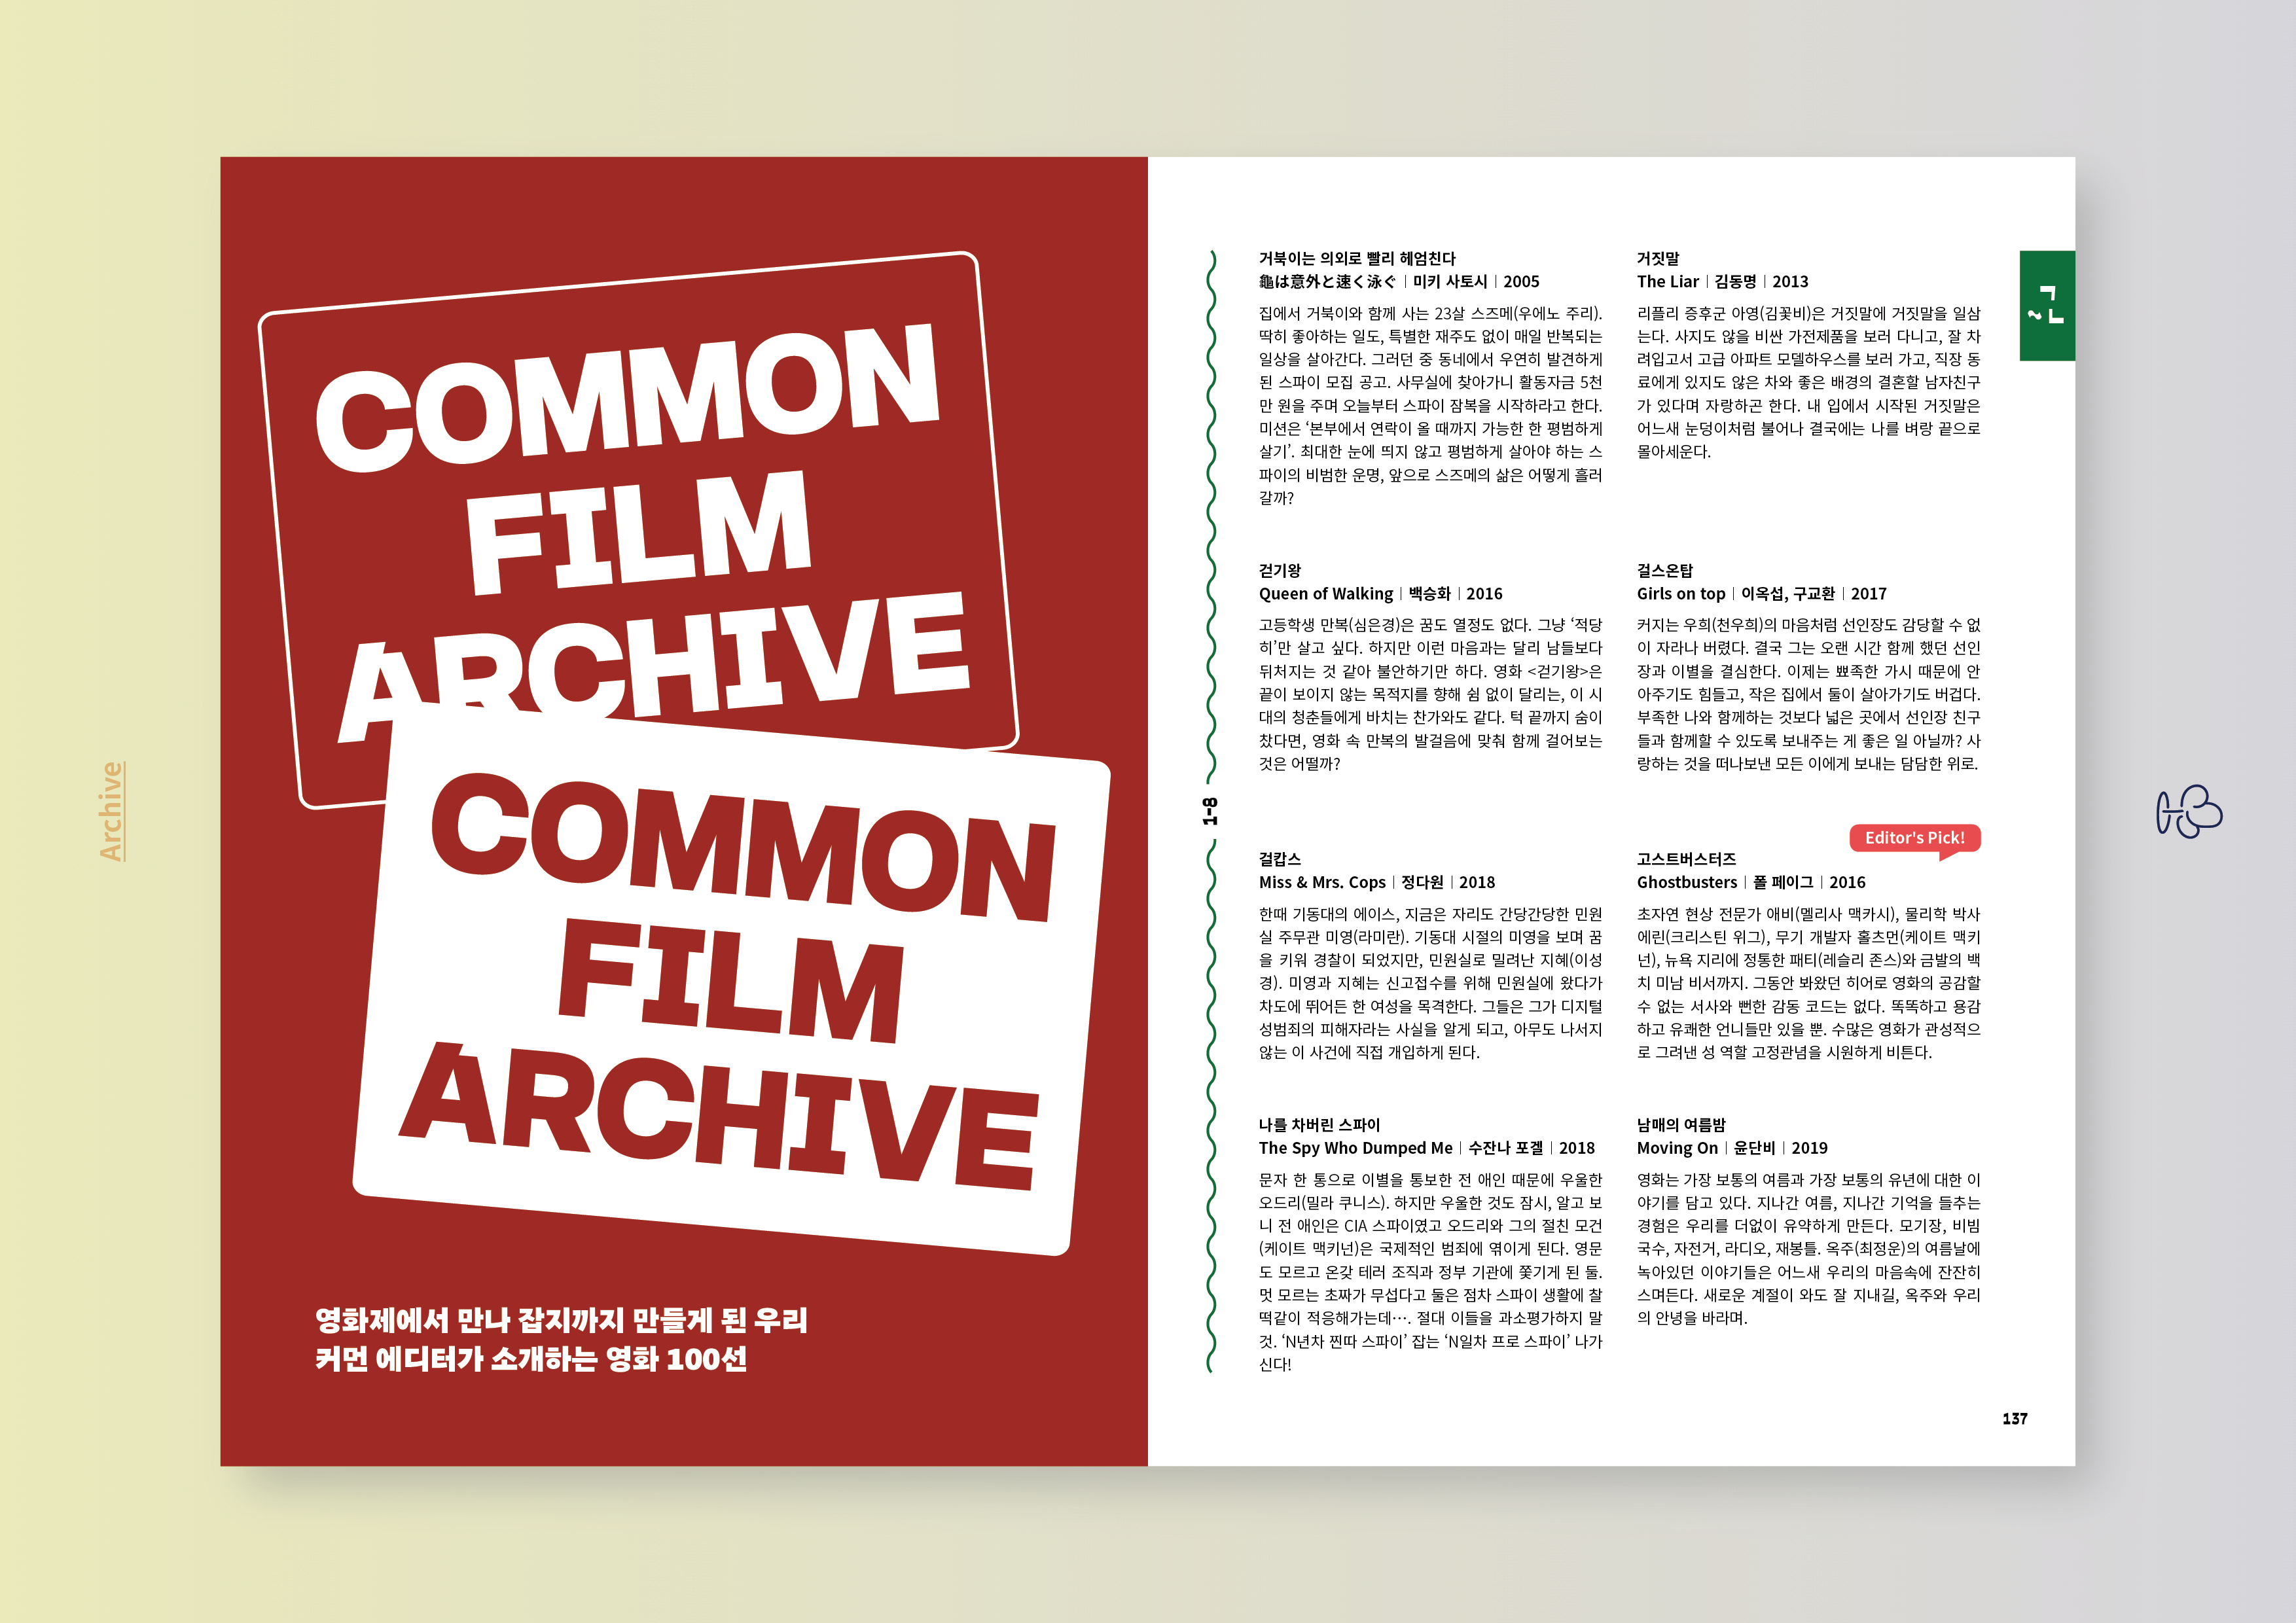 Archive
COMMON
FILM
ARCHIVE
COMMON
FILM
ARCHIVE
영화제에서 만나 잡지까지 만들게 된 우리
커먼 에디터가 소개하는 영화 100선
1-8
거북이는 의외로 빨리 헤엄친다
亀は意外と速く泳ぐ | 미키 사토시 | 2005
집에서 거북이와 함께 사는 23살 스즈메(우에노 주리).
딱히 좋아하는 일도, 특별한 재주도 없이 매일 반복되는
일상을 살아간다. 그러던 중 동네에서 우연히 발견하게
된 스파이 모집 공고. 사무실에 찾아가니 활동자금 5천
만 원을 주며 오늘부터 스파이 잠복을 시작하라고 한다.
미션은 ‘본부에서 연락이 올 때까지 가능한 한 평범하게
살기’. 최대한 눈에 띄지 않고 평범하게 살아야 하는 스
파이의 비범한 운명, 앞으로 스즈메의 삶은 어떻게 흘러
갈까?
걷기왕
Queen of Walking | 백승화 | 2016
고등학생 만복(심은경)은 꿈도 열정도 없다. 그냥 ‘적당
히’만 살고 싶다. 하지만 이런 마음과는 달리 남들보다
뒤처지는 것 같아 불안하기만 하다. 영화 <걷기왕>은
끝이 보이지 않는 목적지를 향해 쉼 없이 달리는, 이 시
대의 청춘들에게 바치는 찬가와도 같다. 턱 끝까지 숨이
찼다면, 영화 속 만복의 발걸음에 맞춰 함께 걸어보는
것은 어떨까?
걸캅스
Miss & Mrs. Cops | 정다원 | 2018
한때 기동대의 에이스, 지금은 자리도 간당간당한 민원
실 주무관 미영(라미란). 기동대 시절의 미영을 보며 꿈
을 키워 경찰이 되었지만, 민원실로 밀려난 지혜(이성
경). 미영과 지혜는 신고접수를 위해 민원실에 왔다가
차도에 뛰어든 한 여성을 목격한다. 그들은 그가 디지털
성범죄의 피해자라는 사실을 알게 되고, 아무도 나서지
않는 이 사건에 직접 개입하게 된다.
나를 차버린 스파이
The Spy Who Dumped Me | 수잔나 포겔 | 2018
문자 한 통으로 이별을 통보한 전 애인 때문에 우울한
오드리(밀라 쿠니스). 하지만 우울한 것도 잠시, 알고 보
니 전 애인은 CIA 스파이였고 오드리와 그의 절친 모건
(케이트 맥키넌)은 국제적인 범죄에 엮이게 된다. 영문
도 모르고 온갖 테러 조직과 정부 기관에 쫓기게 된 둘.
멋 모르는 초짜가 무섭다고 둘은 점차 스파이 생활에 찰
떡같이 적응해가는데…. 절대 이들을 과소평가하지 말
것. ‘N년차 찐따 스파이’ 잡는 ‘N일차 프로 스파이’ 나가
신다!
거짓말
The Liar | 김동명 | 2013
리플리 증후군 아영(김꽃비)은 거짓말에 거짓말을 일삼
는다. 사지도 않을 비싼 가전제품을 보러 다니고, 잘 차
려입고서 고급 아파트 모델하우스를 보러 가고, 직장 동
료에게 있지도 않은 차와 좋은 배경의 결혼할 남자친구
가 있다며 자랑하곤 한다. 내 입에서 시작된 거짓말은
어느새 눈덩이처럼 불어나 결국에는 나를 벼랑 끝으로
몰아세운다.
걸스온탑
Girls on top | 이옥섭, 구교환 | 2017
커지는 우희(천우희)의 마음처럼 선인장도 감당할 수 없
이 자라나 버렸다. 결국 그는 오랜 시간 함께 했던 선인
장과 이별을 결심한다. 이제는 뾰족한 가시 때문에 안
아주기도 힘들고, 작은 집에서 둘이 살아가기도 버겁다.
부족한 나와 함께하는 것보다 넓은 곳에서 선인장 친구
들과 함께할 수 있도록 보내주는 게 좋은 일 아닐까? 사
랑하는 것을 떠나보낸 모든 이에게 보내는 담담한 위로.
Editor's Pick!
고스트버스터즈
Ghostbusters | 폴 페이그 | 2016
초자연 현상 전문가 애비(멜리사 맥카시), 물리학 박사
에린(크리스틴 위그), 무기 개발자 홀츠먼(케이트 맥키
넌), 뉴욕 지리에 정통한 패티(레슬리 존스)와 금발의 백
치 미남 비서까지. 그동안 봐왔던 히어로 영화의 공감할
수 없는 서사와 뻔한 감동 코드는 없다. 똑똑하고 용감
하고 유쾌한 언니들만 있을 뿐. 수많은 영화가 관성적으
로 그려낸 성 역할 고정관념을 시원하게 비튼다.
남매의 여름밤
Moving On | 윤단비 | 2019
영화는 가장 보통의 여름과 가장 보통의 유년에 대한 이
야기를 담고 있다. 지나간 여름, 지나간 기억을 들추는
경험은 우리를 더없이 유약하게 만든다. 모기장, 비빔
국수, 자전거, 라디오, 재봉틀. 옥주(최정운)의 여름날에
녹아있던 이야기들은 어느새 우리의 마음속에 잔잔히
스며든다. 새로운 계절이 와도 잘 지내길, 옥주와 우리
의 안녕을 바라며.
ㄱ~ㄴ
137